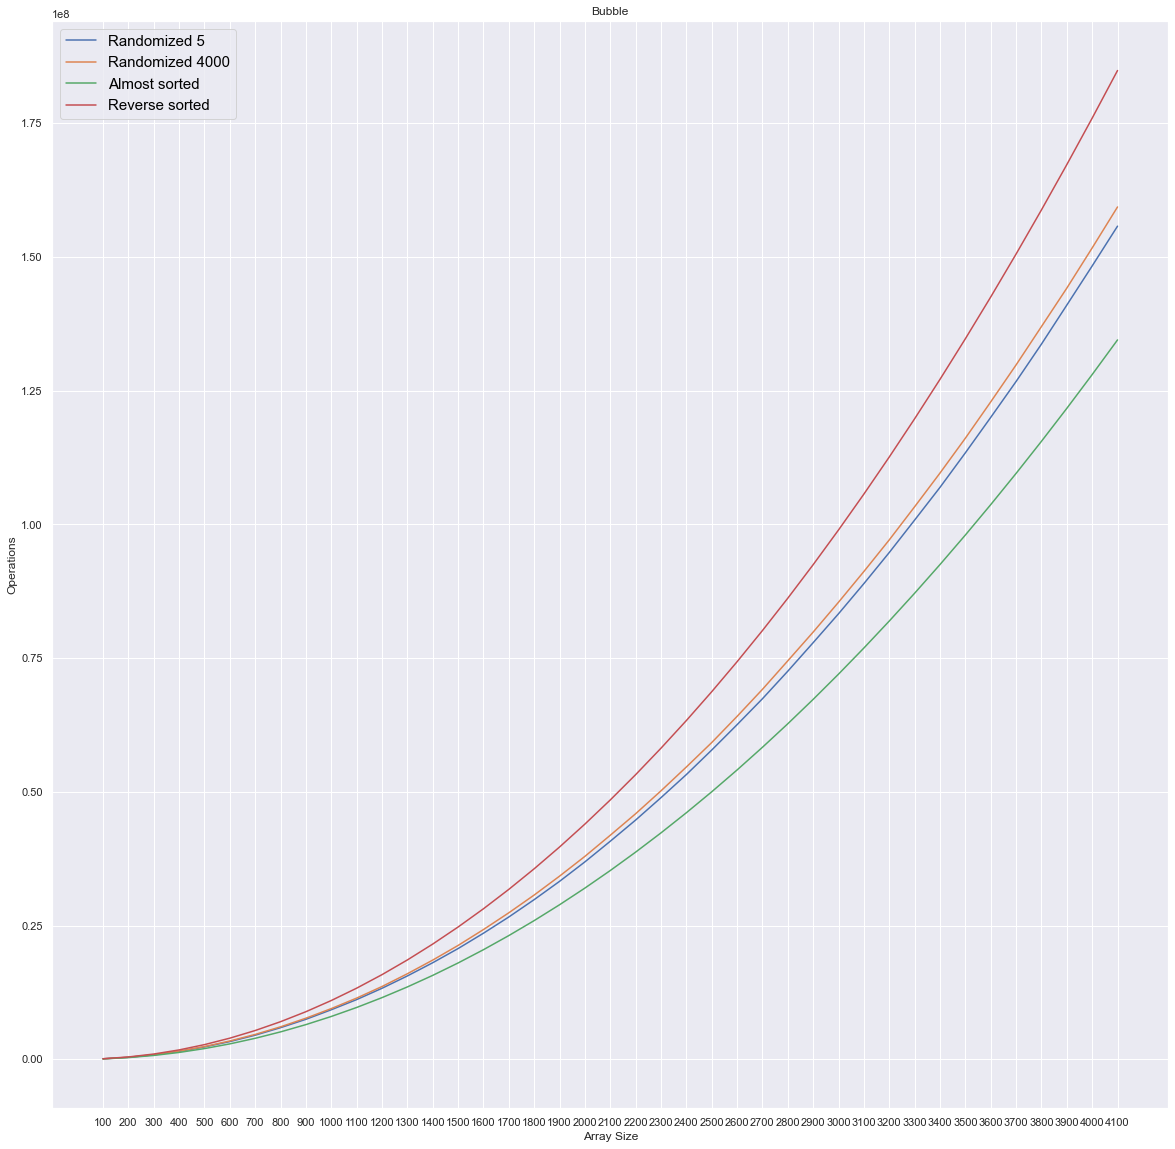 Bubble
1e8
Randomized 5
Randomized 4000
Almost sorted
Reverse sorted
1.75
1.50
1.25
1.00
0.75
0.50
0.25
0.00
Operations
100 200 300 400 500 600 700 800 900 1000 1100 1200 1300 1400 1500 1600 1700 1800 1900 2000 2100 2200 2300 2400 2500 2600 2700 2800 2900 3000 3100 3200 3300 3400 3500 3600 3700 3800 3900 4000 4100
Array Size